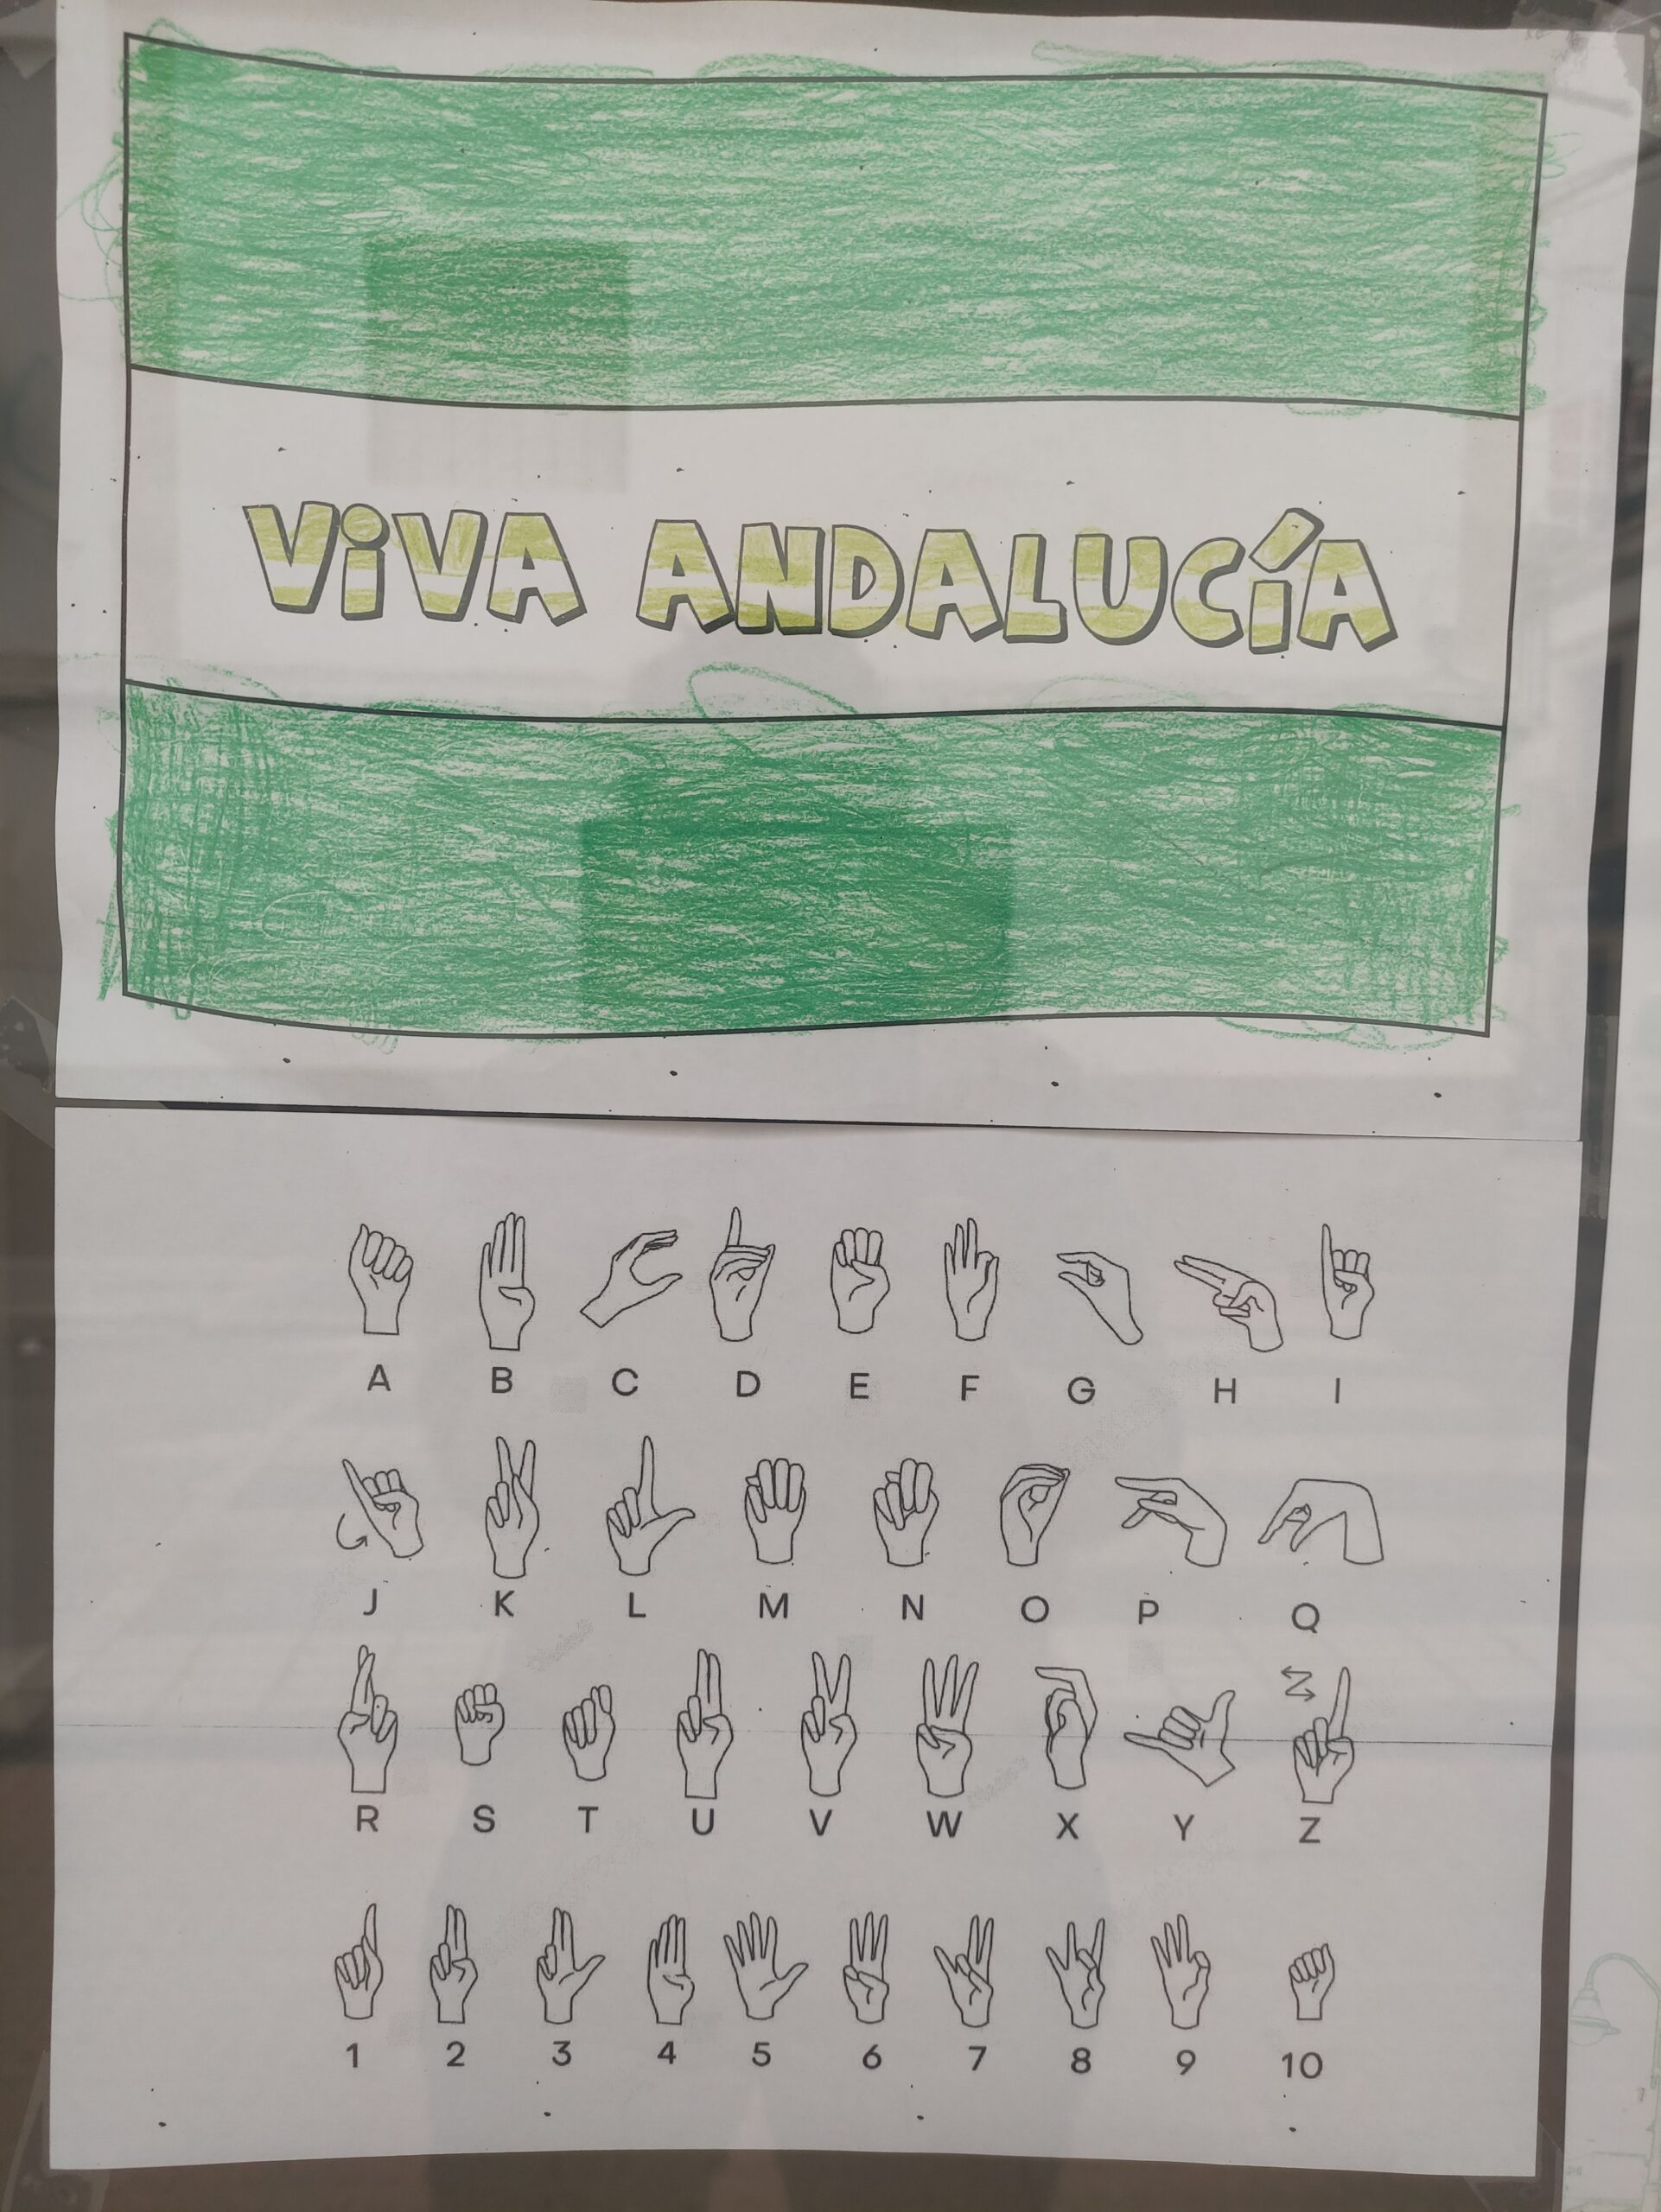 ViVA ANDALUCÍA
A B C D E F G H I
J K L M N O P Q
R S T U V W X Y Z
1 2 3 4 5 6 7 8 9 10